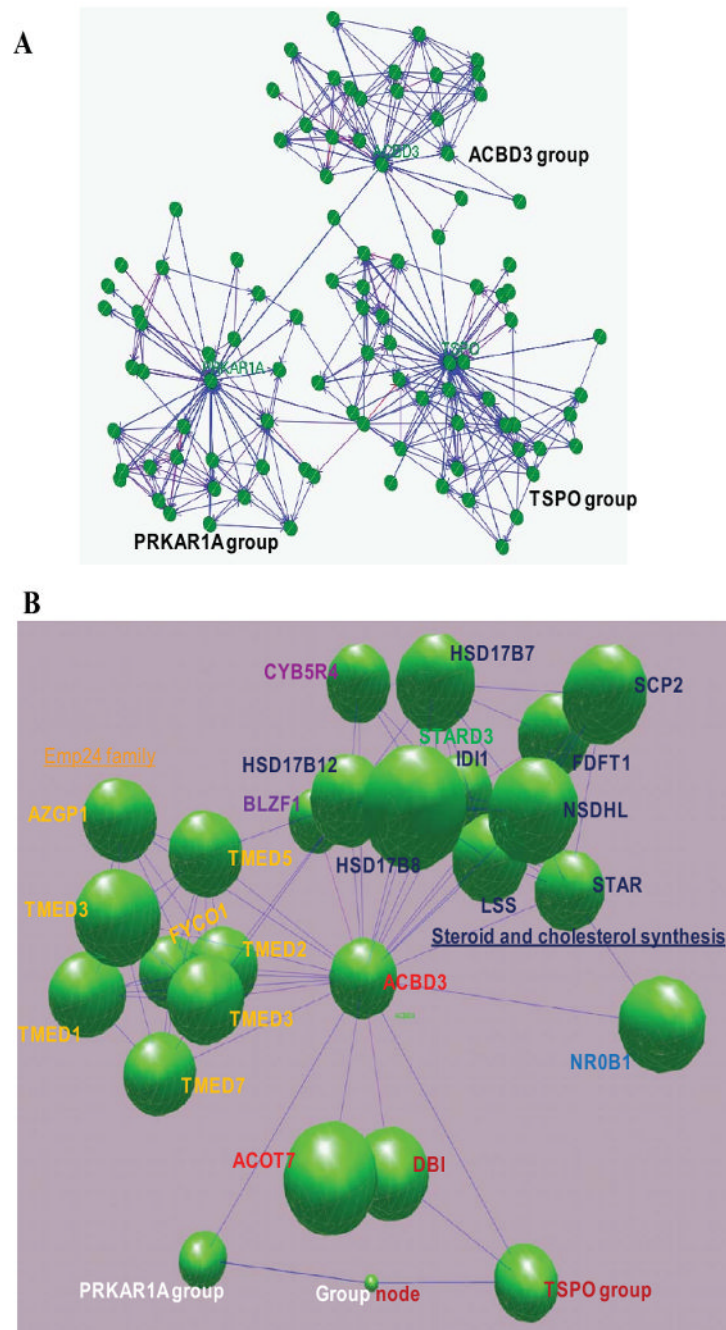 A
ACBD3
ACBD3 group
TSPO
PRKAR1A
TSPO group
PRKAR1A group
B
HSD17B7
CYB5R4
SCP2
STARD3
Emp24 family
HSD17B12
IDI1
FDFT1
AZGP1
BLZF1
NSDHL
TMED5
HSD17B8
STAR
TMED3
LSS
FYCO1
Steroid and cholesterol synthesis
TMED2
ACBD3
ACBD3
TMED1
TMED3
NR0B1
TMED7
ACOT7
DBI
PRKAR1A group
Group node
TSPO group